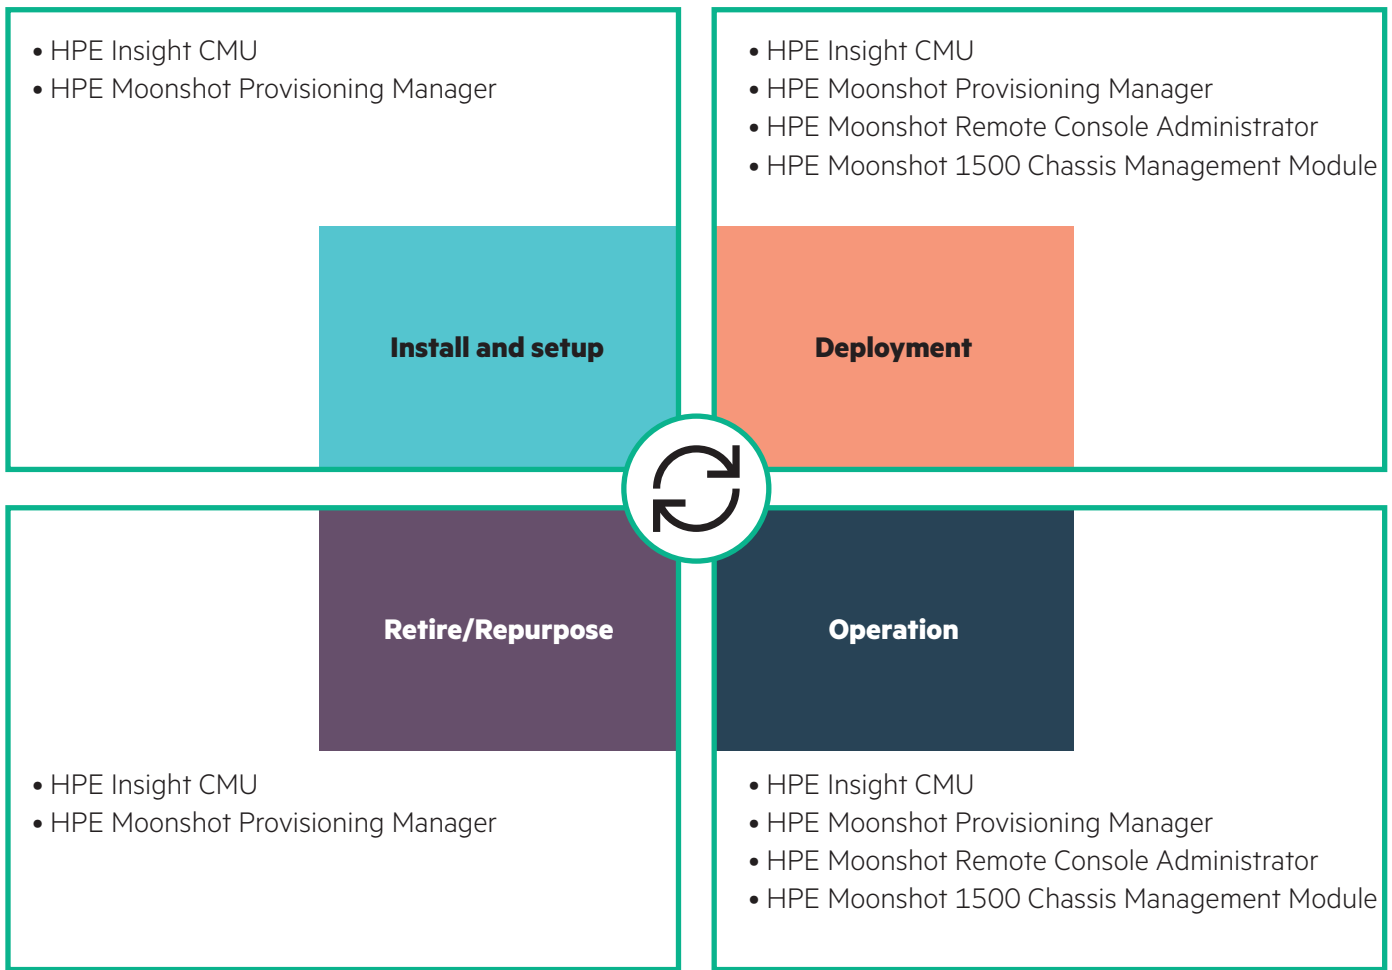 • HPE Insight CMU
• HPE Moonshot Provisioning Manager
Install and setup
• HPE Insight CMU
• HPE Moonshot Provisioning Manager
• HPE Moonshot Remote Console Administrator
• HPE Moonshot 1500 Chassis Management Module
Deployment
Retire/Repurpose
• HPE Insight CMU
• HPE Moonshot Provisioning Manager
Operation
• HPE Insight CMU
• HPE Moonshot Provisioning Manager
• HPE Moonshot Remote Console Administrator
• HPE Moonshot 1500 Chassis Management Module